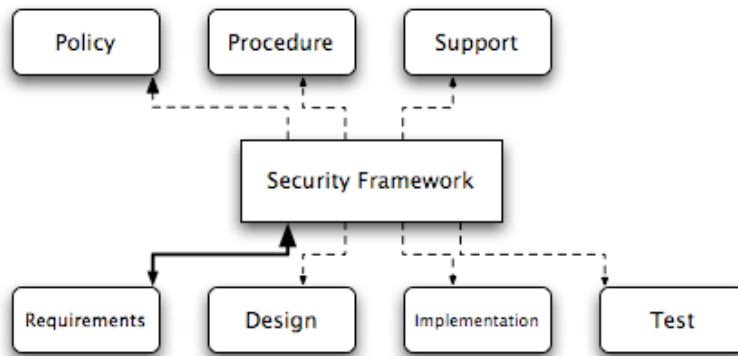 Policy
Procedure
Support
Security Framework
Requirements
Design
Implementation
Test